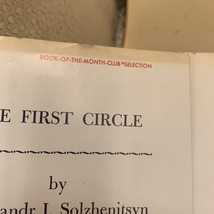 BOOK-OF-THE-MONTH-CLUB*SELECTION
E FIRST CIRCLE
by
andr I. Solzhenitsyn